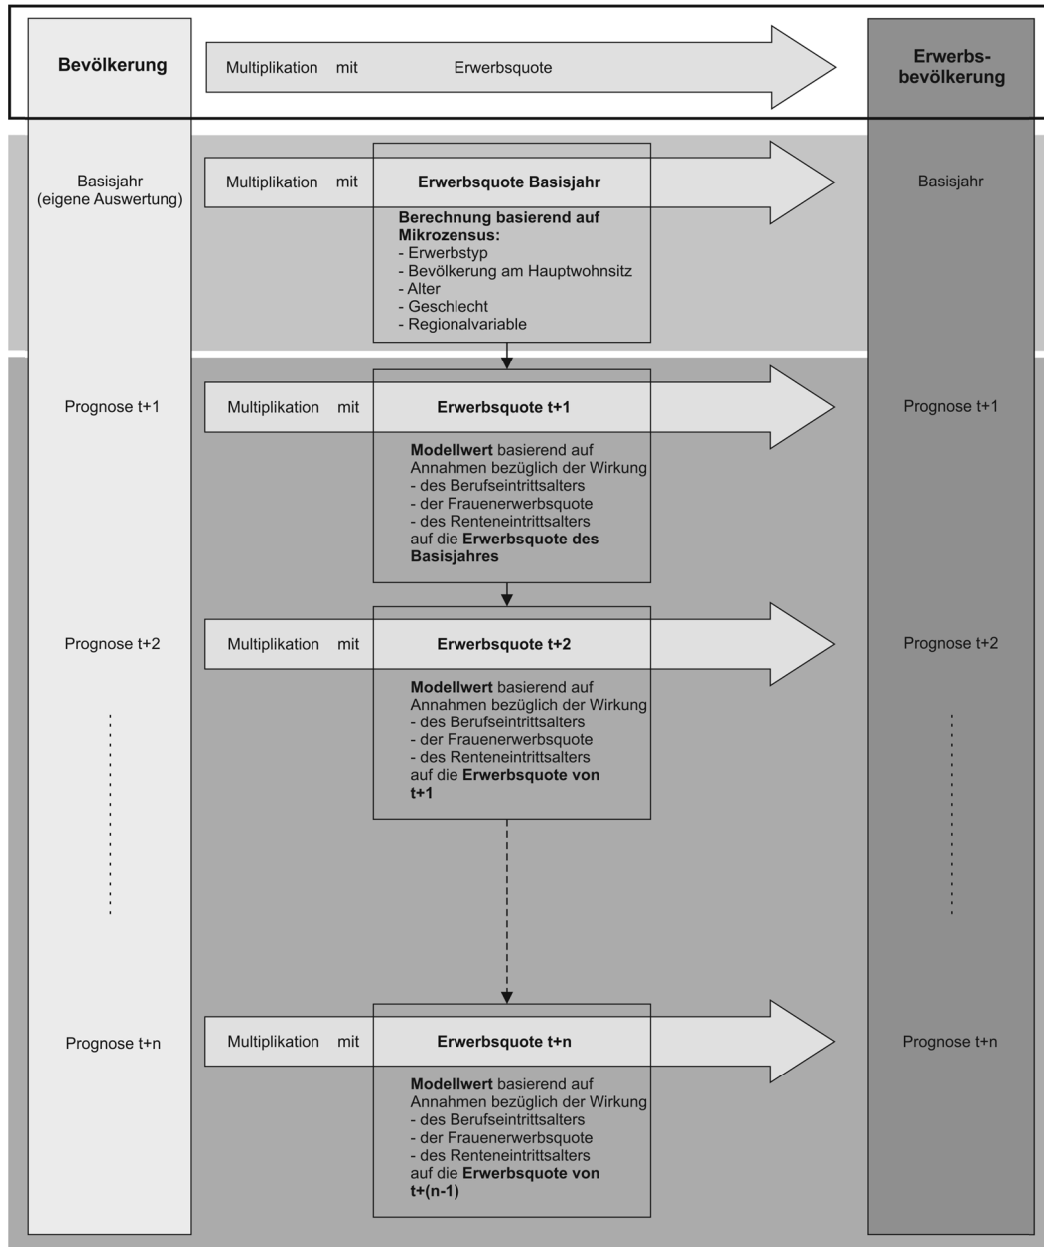 Bevölkerung
Multiplikation mit Erwerbsquote
Erwerbs-
bevölkerung
Basisjahr
(eigene Auswertung)
Multiplikation mit
Erwerbsquote Basisjahr
Berechnung basierend auf
Mikrozensus:
- Erwerbstyp
- Bevölkerung am Hauptwohnsitz
- Alter
- Geschlecht
- Regionalvariable
Basisjahr
Prognose t+1
Multiplikation mit
Erwerbsquote t+1
Modellwert basierend auf
Annahmen bezüglich der Wirkung
- des Berufseintrittsalters
- der Frauenerwerbsquote
- des Renteneintrittsalters
auf die Erwerbsquote des
Basisjahres
Prognose t+1
Prognose t+2
Multiplikation mit
Erwerbsquote t+2
Modellwert basierend auf
Annahmen bezüglich der Wirkung
- des Berufseintrittsalters
- der Frauenerwerbsquote
- des Renteneintrittsalters
auf die Erwerbsquote von
t+1
Prognose t+2
Prognose t+n
Multiplikation mit
Erwerbsquote t+n
Modellwert basierend auf
Annahmen bezüglich der Wirkung
- des Berufseintrittsalters
- der Frauenerwerbsquote
- des Renteneintrittsalters
auf die Erwerbsquote von
t+(n-1)
Prognose t+n